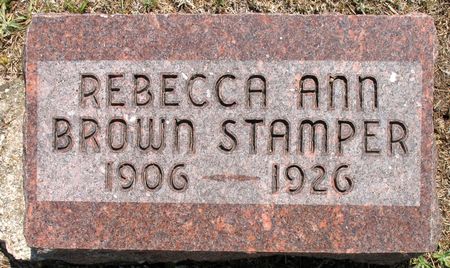 REBECCA ANN
BROWN STAMPER
1906 — 1926